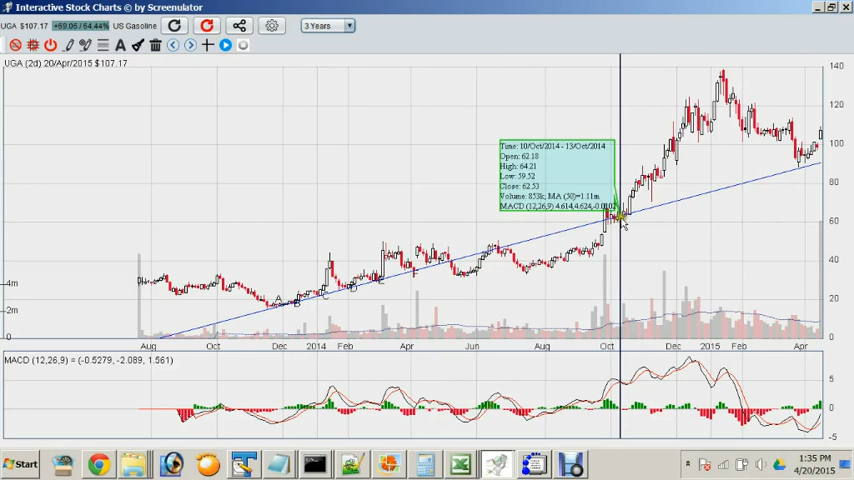 Interactive Stock Charts © by Screenulator
UGA $107.17 +69.06 / 64.44% US Gasoline 3 Years
A
UGA (2d) 20/Apr/2015 $107.17
140
120
100
80
60
40
20
0
4m
2m
0
Time: 10/Oct/2014 - 13/Oct/2014
Open: 62.18
High: 64.21
Low: 59.52
Close: 62.53
Volume: 853k; MA (50)=1.11m
MACD (12,26,9) 4.614,4.624,-0.0102
A B C D E
Aug Oct Dec 2014 Feb Apr Jun Aug Oct Dec 2015 Feb Apr
MACD (12,26,9) = (-0.5279, -2.089, 1.561)
5
0
-5
Start
1:35 PM
4/20/2015